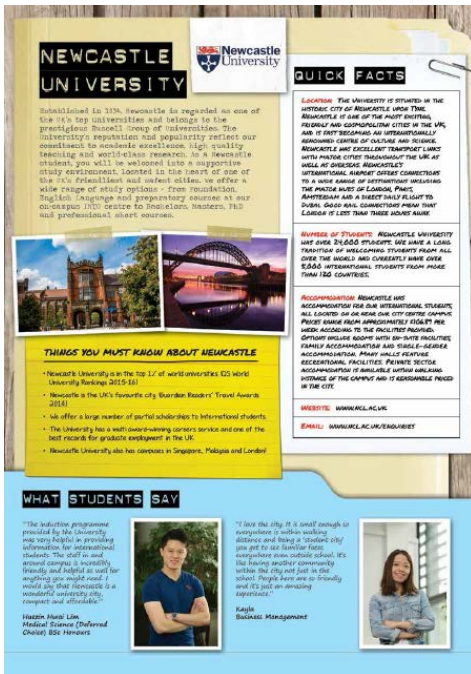 NEWCASTLE
UNIVERSITY
Newcastle
University
Established in 1834, Newcastle is regarded as one of
the UK's top universities and belongs to the
prestigious Russell Group of Universities. The
University's reputation and popularity reflect our
commitment to academic excellence, high quality
teaching and world-class research. As a Newcastle
student, you will be welcomed into a supportive
study environment, located in the heart of one of
the UK's friendliest and safest cities. We offer a
wide range of study options - from foundation,
English Language and preparatory courses at our
on-campus INTO centre to Bachelors, Masters, PhD
and professional short courses.
THINGS YOU MUST KNOW ABOUT NEWCASTLE
• Newcastle University is in the top 1% of world universities (QS World
University Rankings 2015-16)
• Newcastle is the UK's favourite city (Guardian Readers' Travel Awards
2014)
• We offer a large number of partial scholarships to international students
• The University has a multi award-winning careers service and one of the
best records for graduate employment in the UK
• Newcastle University also has campuses in Singapore, Malaysia and London!
QUICK FACTS
LOCATION: THE UNIVERSITY IS SITUATED IN THE
HISTORIC CITY OF NEWCASTLE UPON TYNE.
NEWCASTLE IS ONE OF THE MOST EXCITING,
FRIENDLY AND COSMOPOLITAN CITIES IN THE UK,
AND IS FAST BECOMING AN INTERNATIONALLY
RENOWNED CENTRE OF CULTURE AND SCIENCE.
NEWCASTLE HAS EXCELLENT TRANSPORT LINKS
WITH MAJOR CITIES THROUGHOUT THE UK AS
WELL AS OVERSEAS. NEWCASTLE'S
INTERNATIONAL AIRPORT OFFERS CONNECTIONS
TO A WIDE RANGE OF DESTINATIONS INCLUDING
THE MAJOR HUBS OF LONDON, PARIS,
AMSTERDAM AND A DIRECT DAILY FLIGHT TO
DUBAI. GOOD RAIL CONNECTIONS MEAN THAT
LONDON IS LESS THAN THREE HOURS AWAY.
NUMBER OF STUDENTS: NEWCASTLE UNIVERSITY
HAS OVER 24,000 STUDENTS. WE HAVE A LONG
TRADITION OF WELCOMING STUDENTS FROM ALL
OVER THE WORLD AND CURRENTLY HAVE OVER
5,000 INTERNATIONAL STUDENTS FROM MORE
THAN 120 COUNTRIES.
ACCOMMODATION: NEWCASTLE HAS
ACCOMMODATION FOR OUR INTERNATIONAL STUDENTS,
ALL LOCATED ON OR NEAR OUR CITY CENTRE CAMPUS.
PRICES RANGE FROM APPROXIMATELY PER
WEEK ACCORDING TO THE FACILITIES PROVIDED.
OPTIONS INCLUDE ROOMS WITH EN-SUITE FACILITIES,
FAMILY ACCOMMODATION AND SINGLE-GENDER
ACCOMMODATION. MANY HALLS FEATURE
RECREATIONAL FACILITIES. PRIVATE SECTOR
ACCOMMODATION IS AVAILABLE WITHIN WALKING
DISTANCE OF THE CAMPUS AND IS REASONABLE PRICED
IN THE CITY.
WEBSITE: WWW.NCL.AC.UK
EMAIL: WWW.NCL.AC.UK/ENQUIRIES
WHAT STUDENTS SAY
"The induction programme
provided by the University
was very helpful in providing
information for international
students. The staff in and
around campus is incredibly
friendly and helpful as well for
anything you might need. I
would say that Newcastle is a
wonderful university city,
compact and affordable."
Lim
Medical Science (Deferred
Choice) BSc Honours
"I love the city. It is small enough so
everywhere is within walking
distance and being a 'student city'
you get to see familiar faces
everywhere even outside school. It's
like having another community
within the city not just in the
school. People here are so friendly
and it's just an amazing
experience."
Kayla
Business Management